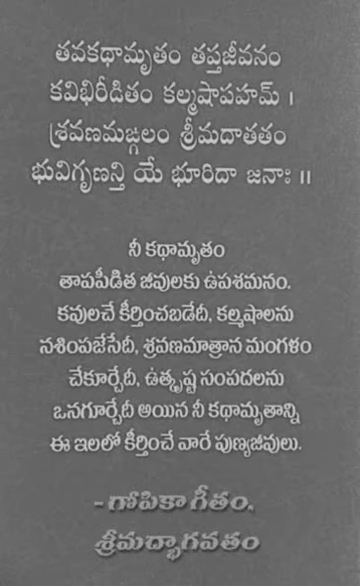 తవకథామృతం తప్తజీవనం
కవిభిరీడితం కల్మషాపహమ్ ।
శ్రవణమఙ్గలం శ్రీమదాతతం
భువిగృణన్తి యే భూరిదా జనాః ॥
నీ కథామృతం
తాపపీడిత జీవులకు ఉపశమనం.
కవులచే కీర్తించబడేదీ, కల్మషాలను
నశింపజేసేదీ, శ్రవణమాత్రాన మంగళం
చేకూర్చేదీ, ఉత్కృష్ట సంపదలను
ఒనగూర్చేదీ అయిన నీ కథామృతాన్ని
ఈ ఇలలో కీర్తించే వారే పుణ్యజీవులు.
- గోపికా గీతం.
శ్రీమద్భాగవతం